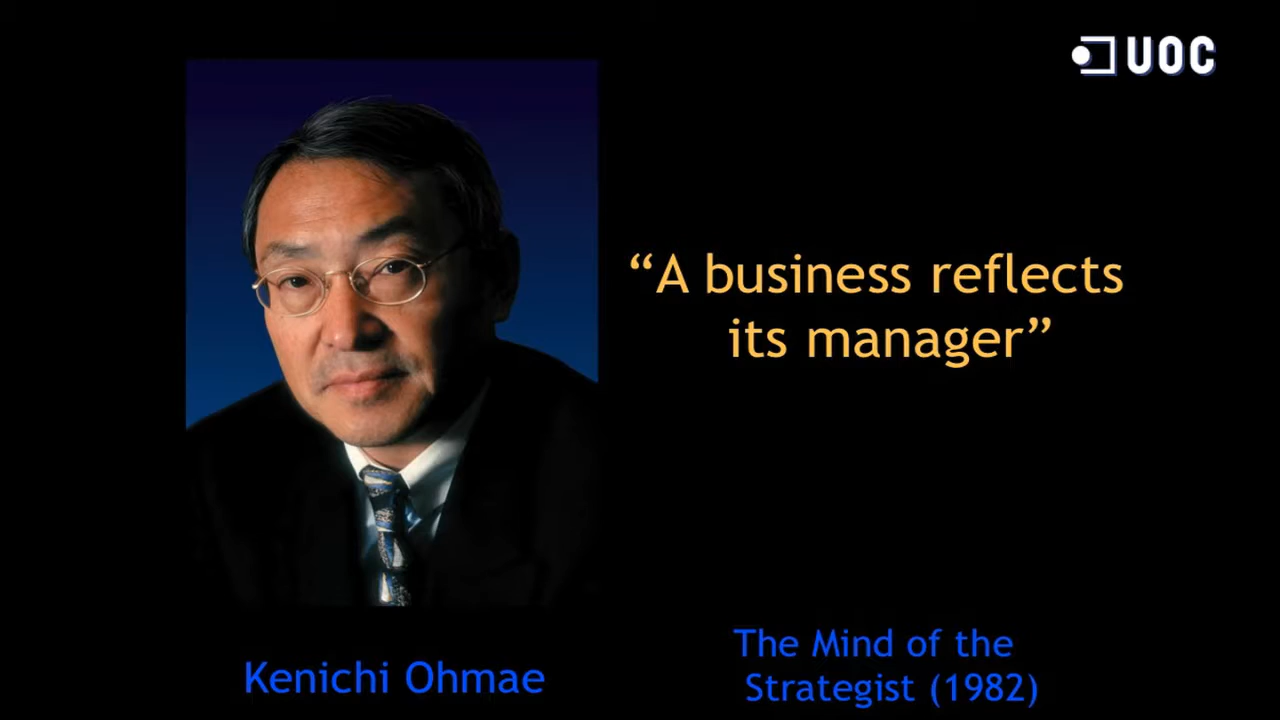 UOC
“A business reflects
its manager”
The Mind of the
Strategist (1982)
Kenichi Ohmae